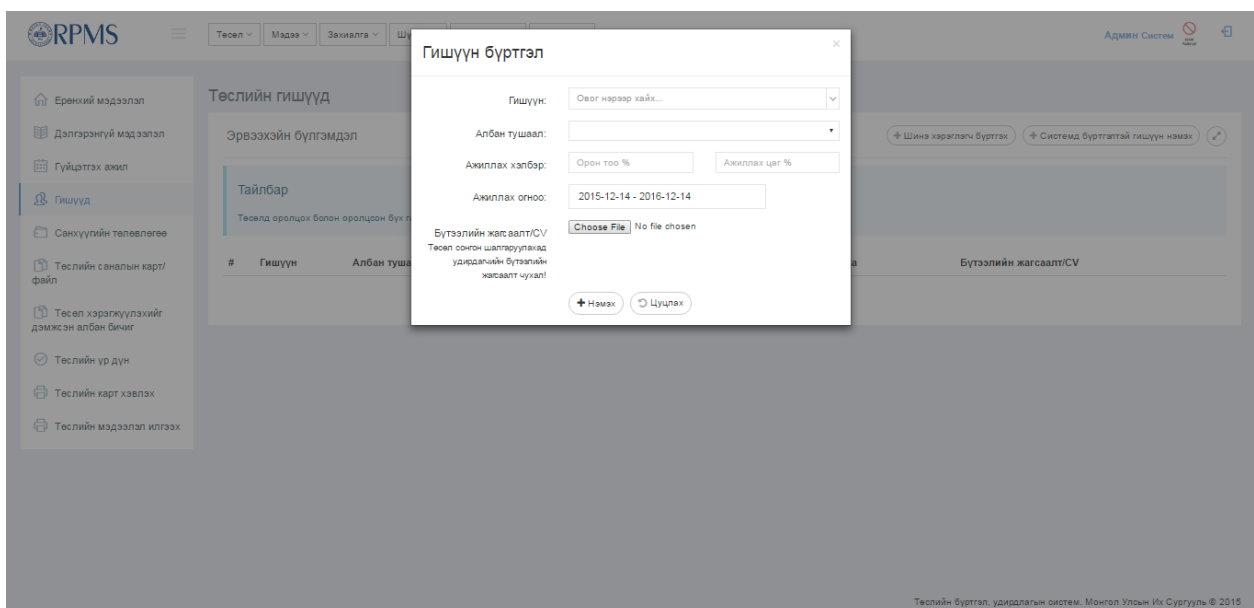 RPMS
Төсөл
Мэдээ
Захиалга
Админ Систем
Гишүүн бүртгэл
Гишүүн:
Овог нэрээр хайх...
Албан тушаал:
Ажиллах хэлбэр:
Орон тоо %
Ажиллах цаг %
Ажиллах огноо:
2015-12-14 - 2016-12-14
Бүтээлийн жагсаалт/CV
Choose File No file chosen
Төсөл сонгон шалгаруулахад
удирдагчийн бүтээлийн
жагсаалт чухал!
Нэмэх
Цуцлах
Ерөнхий мэдээлэл
Дэлгэрэнгүй мэдээлэл
Гүйцэтгэх ажил
Гишүүд
Санхүүгийн төлөвлөгөө
Төслийн саналын карт/
файл
Төсөл хэрэгжүүлэхийг
дэмжсэн албан бичиг
Төслийн үр дүн
Төслийн карт хэвлэх
Төслийн мэдээлэл илгээх
Төслийн гишүүд
Эрвээхэйн бүлгэмдэл
Шинэ хэрэглэгч бүртгэх
Системд бүртгэлтэй гишүүн нэмэх
Тайлбар
Төсөлд оролцох болон оролцсон бүх
# Гишүүн Албан туша
Бүтээлийн жагсаалт/CV
Төслийн бүртгэл, удирдлагын систем, Монгол Улсын Их Сургууль © 2015